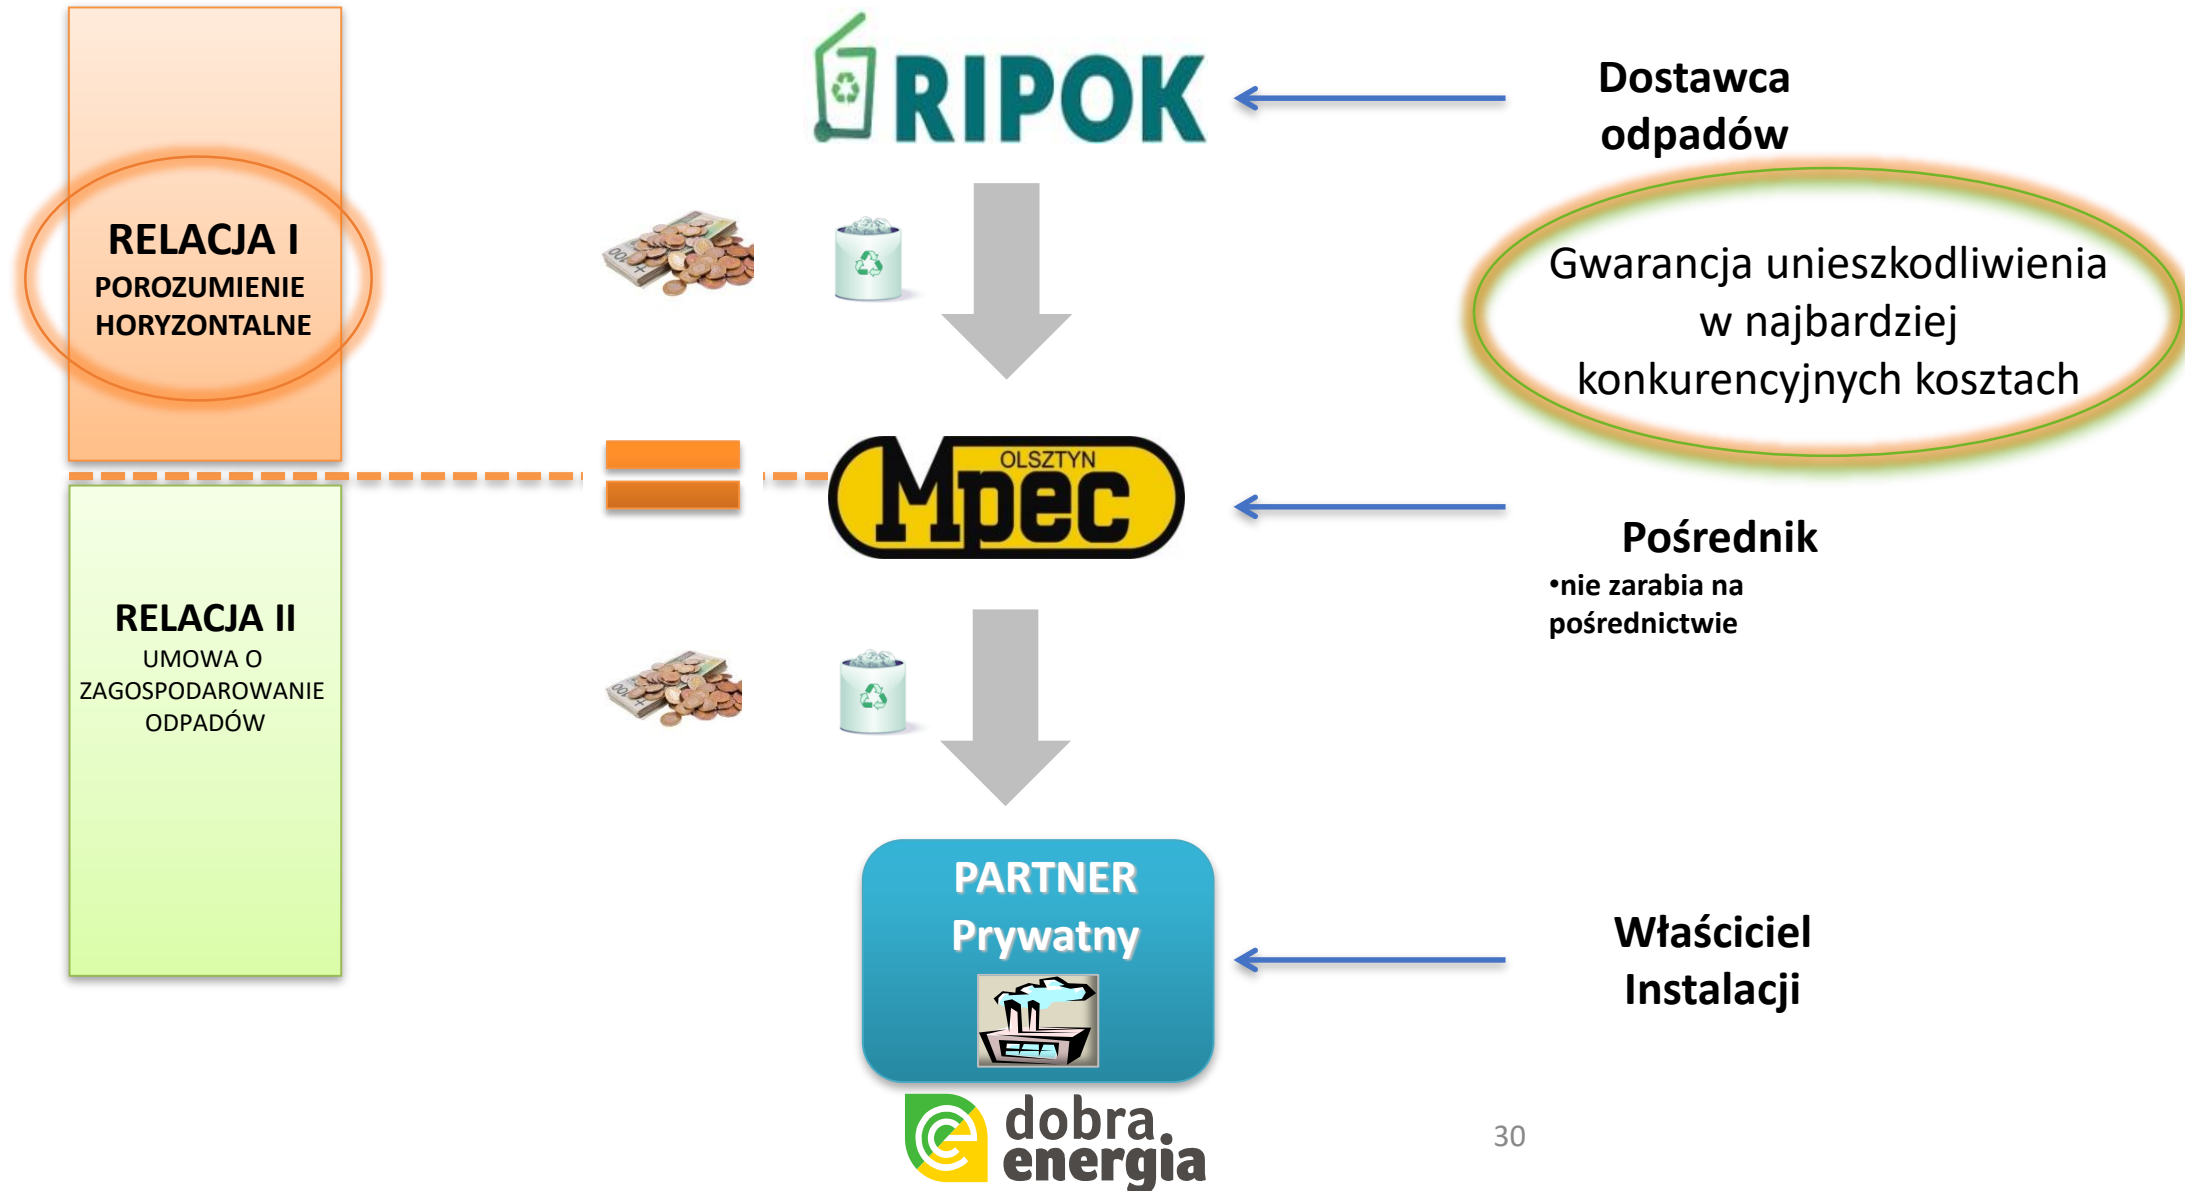 RIPOK
Dostawca
odpadów
RELACJA I
POROZUMIENIE
HORYZONTALNE
Gwarancja unieszkodliwienia
w najbardziej
konkurencyjnych kosztach
OLSZTYN
Mpec
Pośrednik
•nie zarabia na
pośrednictwie
RELACJA II
UMOWA O
ZAGOSPODAROWANIE
ODPADÓW
PARTNER
Prywatny
Właściciel
Instalacji
dobra
energia
30